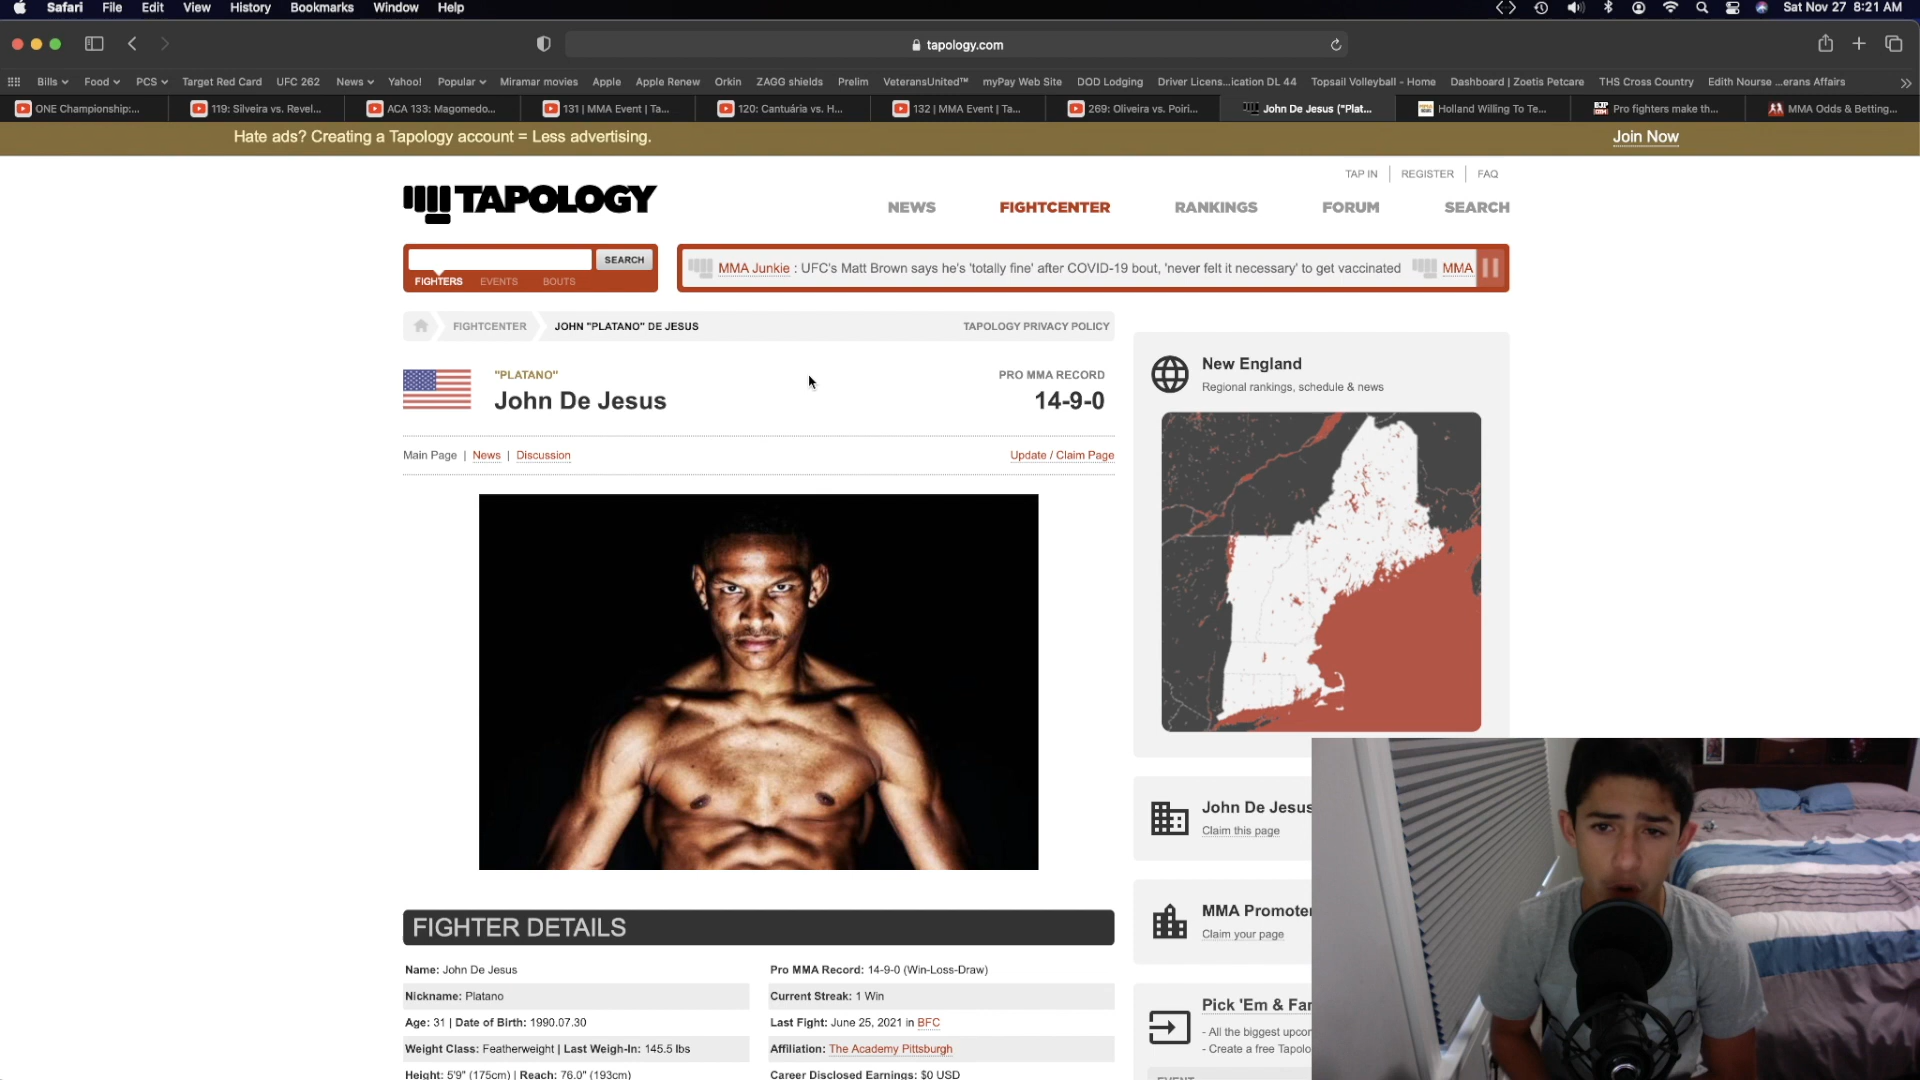 Safari File Edit View History Bookmarks Window Help Sat Nov 27 8:21 AM
tapology.com
Bills Food PCS Target Red Card UFC 262 News Yahoo! Popular Miramar movies Apple Apple Renew Orkin ZAGG shields Prelim VeteransUnited™ myPay Web Site DOD Lodging Driver Licens...ication DL 44 Topsail Volleyball - Home Dashboard | Zoetis Petcare THS Cross Country Edith Nourse ...erans Affairs
ONE Championship:... 119: Silveira vs. Revel... ACA 133: Magomedo... 131 | MMA Event | Ta... 120: Cantuária vs. H... 132 | MMA Event | Ta... 269: Oliveira vs. Poiri... John De Jesus ("Plat... Holland Willing To Te... Pro fighters make th... MMA Odds & Betting...
Hate ads? Creating a Tapology account = Less advertising. Join Now
TAP IN REGISTER FAQ
TAPOLOGY
NEWS FIGHTCENTER RANKINGS FORUM SEARCH
SEARCH
FIGHTERS EVENTS BOUTS
MMA Junkie : UFC's Matt Brown says he's 'totally fine' after COVID-19 bout, 'never felt it necessary' to get vaccinated MMA
FIGHTCENTER JOHN "PLATANO" DE JESUS TAPOLOGY PRIVACY POLICY
"PLATANO" PRO MMA RECORD
John De Jesus 14-9-0
Main Page | News | Discussion Update / Claim Page
New England
Regional rankings, schedule & news
John De Jesus
Claim this page
MMA Promoter
Claim your page
Pick 'Em & Fan
- All the biggest upcom
- Create a free Tapolo
FIGHTER DETAILS
Name: John De Jesus Pro MMA Record: 14-9-0 (Win-Loss-Draw)
Nickname: Platano Current Streak: 1 Win
Age: 31 | Date of Birth: 1990.07.30 Last Fight: June 25, 2021 in BFC
Weight Class: Featherweight | Last Weigh-In: 145.5 lbs Affiliation: The Academy Pittsburgh
Height: 5'9" (175cm) | Reach: 76.0" (193cm) Career Disclosed Earnings: $0 USD